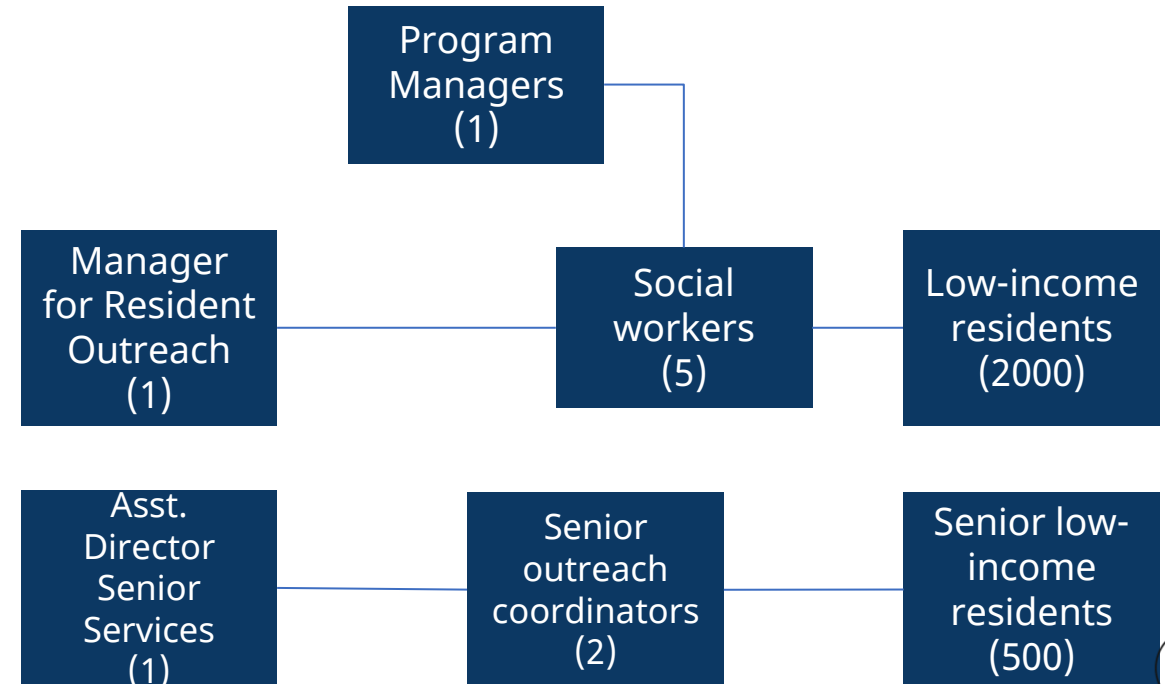 Program
Managers
(1)
Manager
for Resident
Outreach
(1)
Social
workers
(5)
Low-income
residents
(2000)
Asst.
Director
Senior
Services
(1)
Senior
outreach
coordinators
(2)
Senior low-
income
residents
(500)